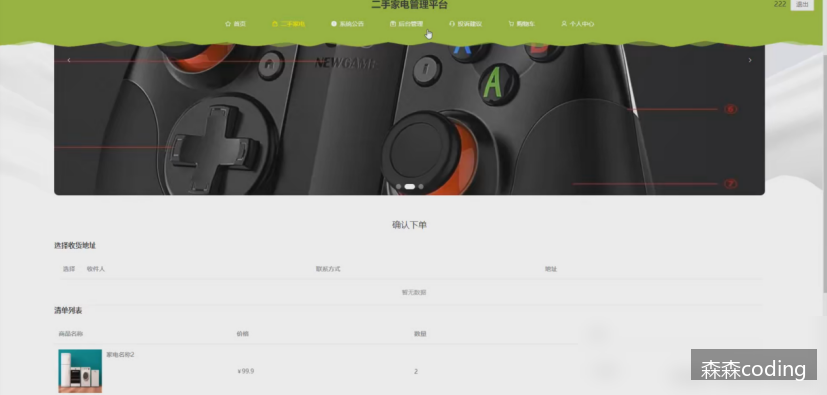 二手家电管理平台
222 退出
首页 二手家电 系统公告 后台管理 投诉建议 购物车 个人中心
NEWGAME
A
确认下单
选择收货地址
选择 收件人 联系方式 地址
暂无数据
清单列表
商品名称 价格 数量
家电名称2
¥99.9 2
森森coding